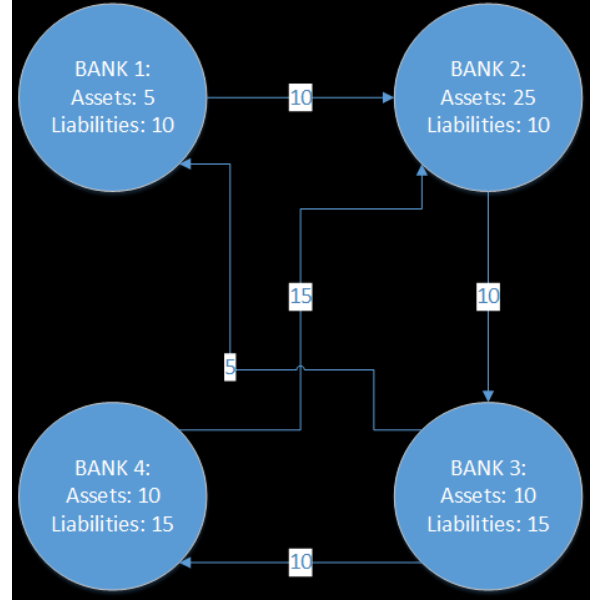 BANK 1:
Assets: 5
Liabilities: 10
10
BANK 2:
Assets: 25
Liabilities: 10
15
10
5
BANK 4:
Assets: 10
Liabilities: 15
10
BANK 3:
Assets: 10
Liabilities: 15